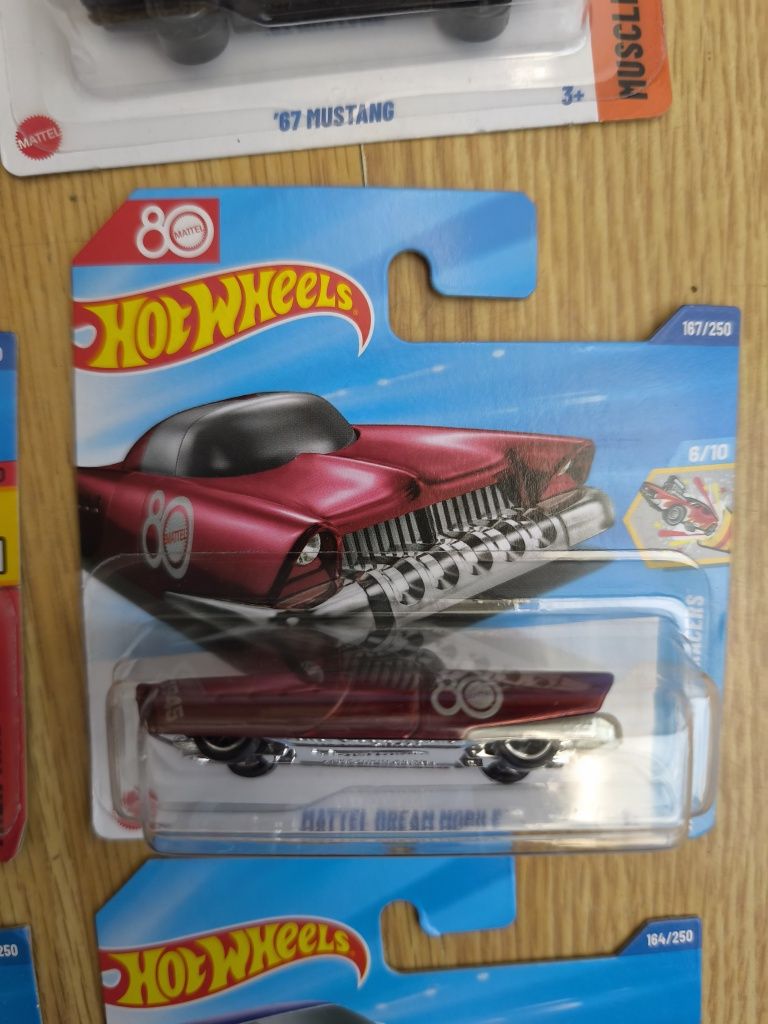 MUSCLE
3+
'67 MUSTANG
MATTEL
80 MATTEL
HOT WHEELS
167/250
6/10
80 MATTEL
80
MATTEL DREAM MOBILE
250
HOT WHEELS
164/250